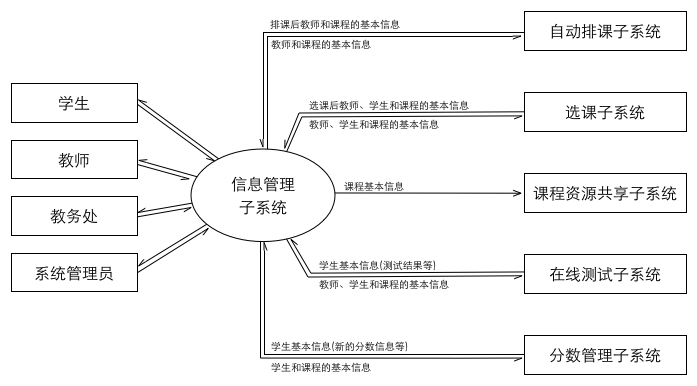 排课后教师和课程的基本信息
自动排课子系统
教师和课程的基本信息
学生
选课后教师、学生和课程的基本信息
选课子系统
教师、学生和课程的基本信息
教师
信息管理
子系统
课程基本信息
课程资源共享子系统
教务处
系统管理员
学生基本信息(测试结果等)
在线测试子系统
教师、学生和课程的基本信息
学生基本信息(新的分数信息等)
分数管理子系统
学生和课程的基本信息